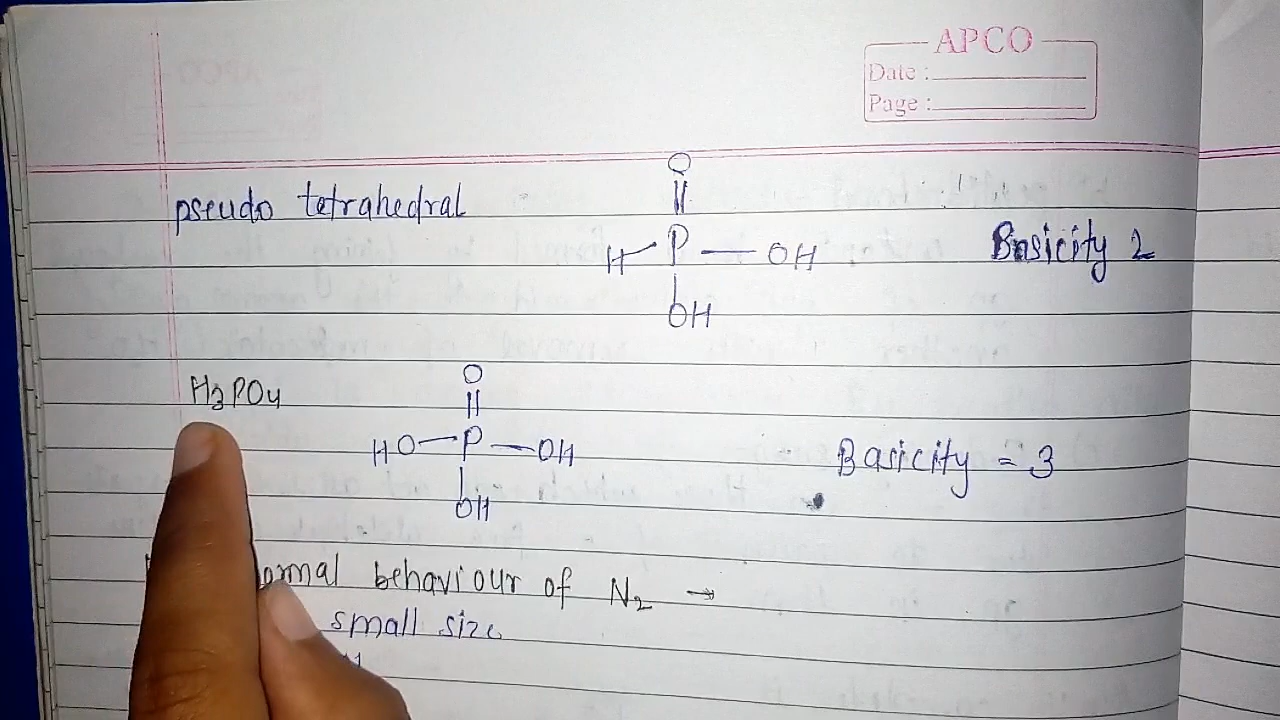 APCO
Date :
Page :
pseudo tetrahedral
O
||
H-P-OH
|
OH
Basicity 2
H3PO4
O
||
HO-P-OH
|
OH
Basicity = 3
behaviour of N2 →
small size